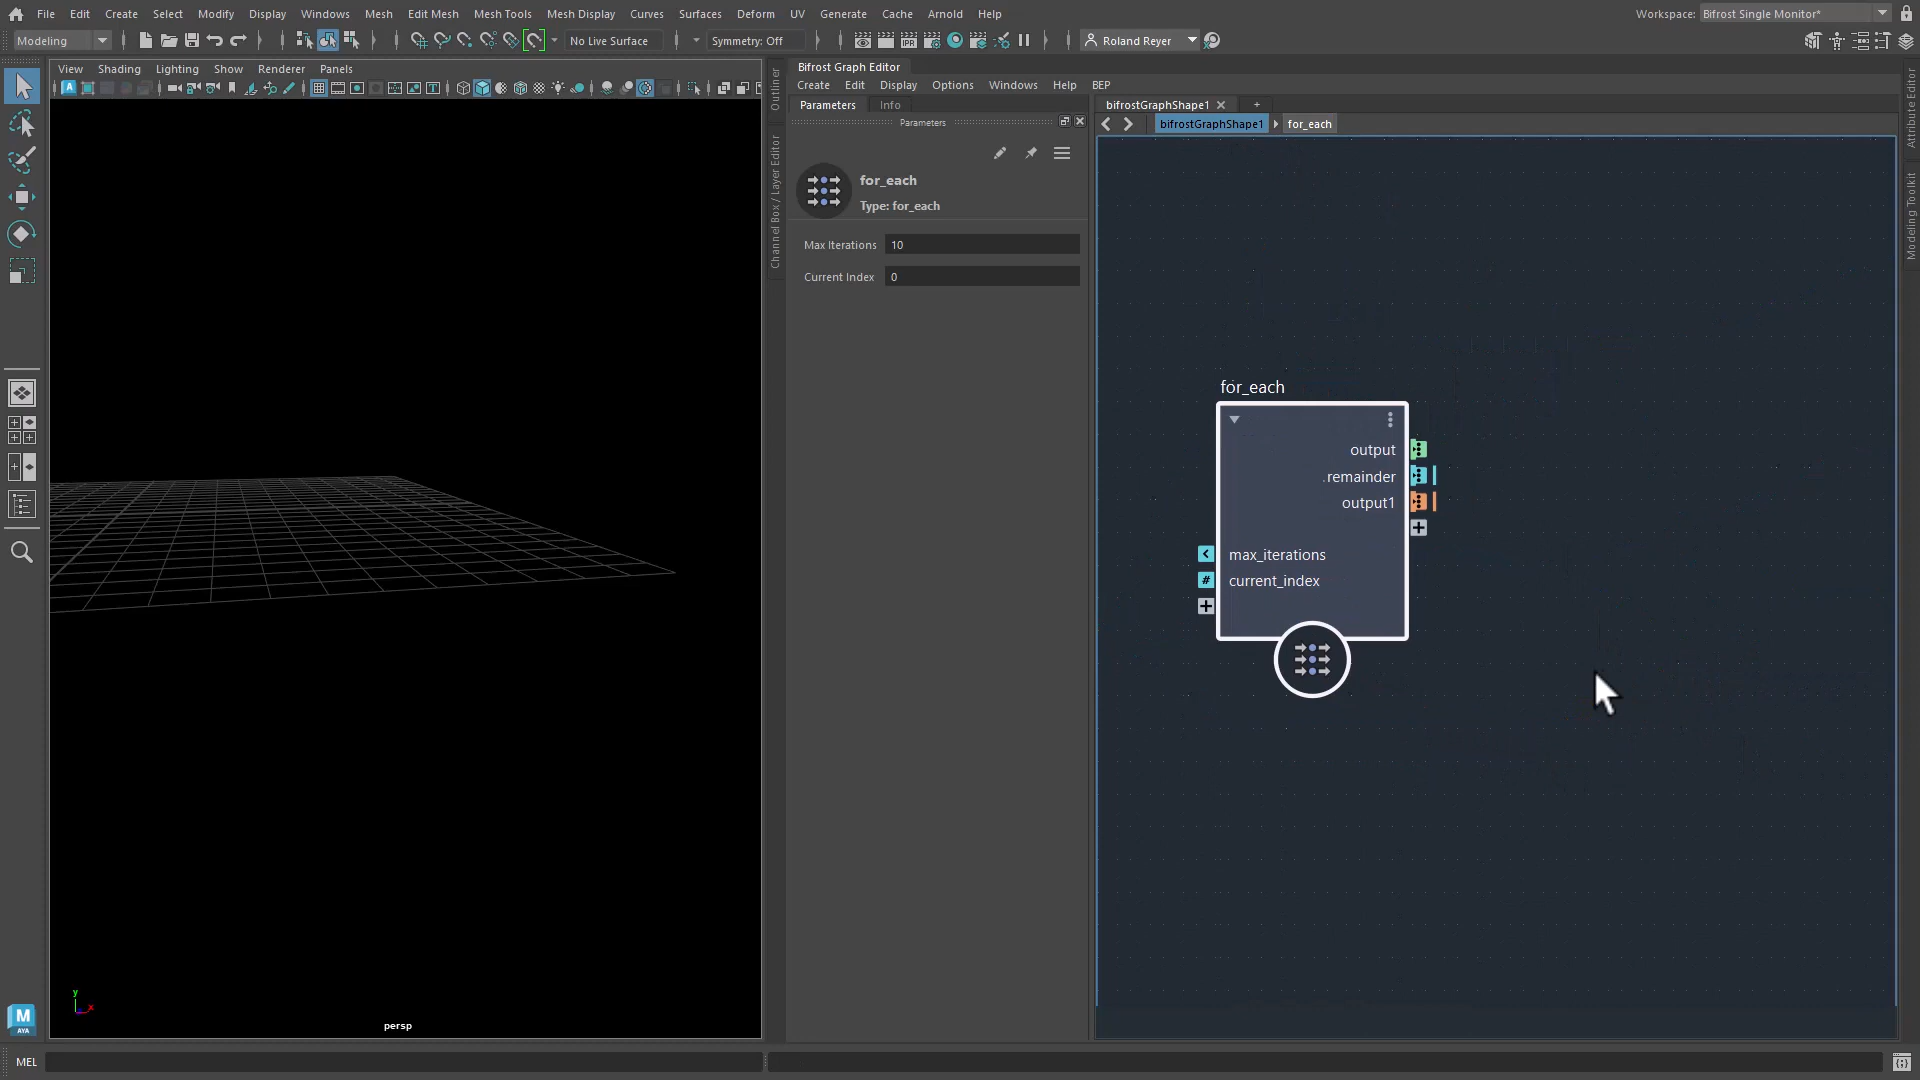 File Edit Create Select Modify Display Windows Mesh Edit Mesh Mesh Tools Mesh Display Curves Surfaces Deform UV Generate Cache Arnold Help
Workspace: Bifrost Single Monitor*
Modeling
No Live Surface
Symmetry: Off
Roland Reyer
View Shading Lighting Show Renderer Panels
Outliner
Channel Box / Layer Editor
persp
y
x
Bifrost Graph Editor
Create Edit Display Options Windows Help BEP
Parameters Info
Parameters
for_each
Type: for_each
Max Iterations 10
Current Index 0
bifrostGraphShape1
bifrostGraphShape1 for_each
for_each
output
remainder
output1
max_iterations
current_index
Attribute Editor
Modeling Toolkit
M
AYA
MEL